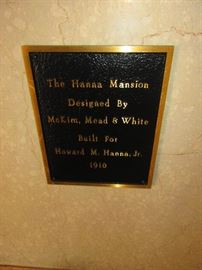 The Hanna Mansion
Designed By
McKim, Mead & White
Built For
Howard M. Hanna, Jr.
1910